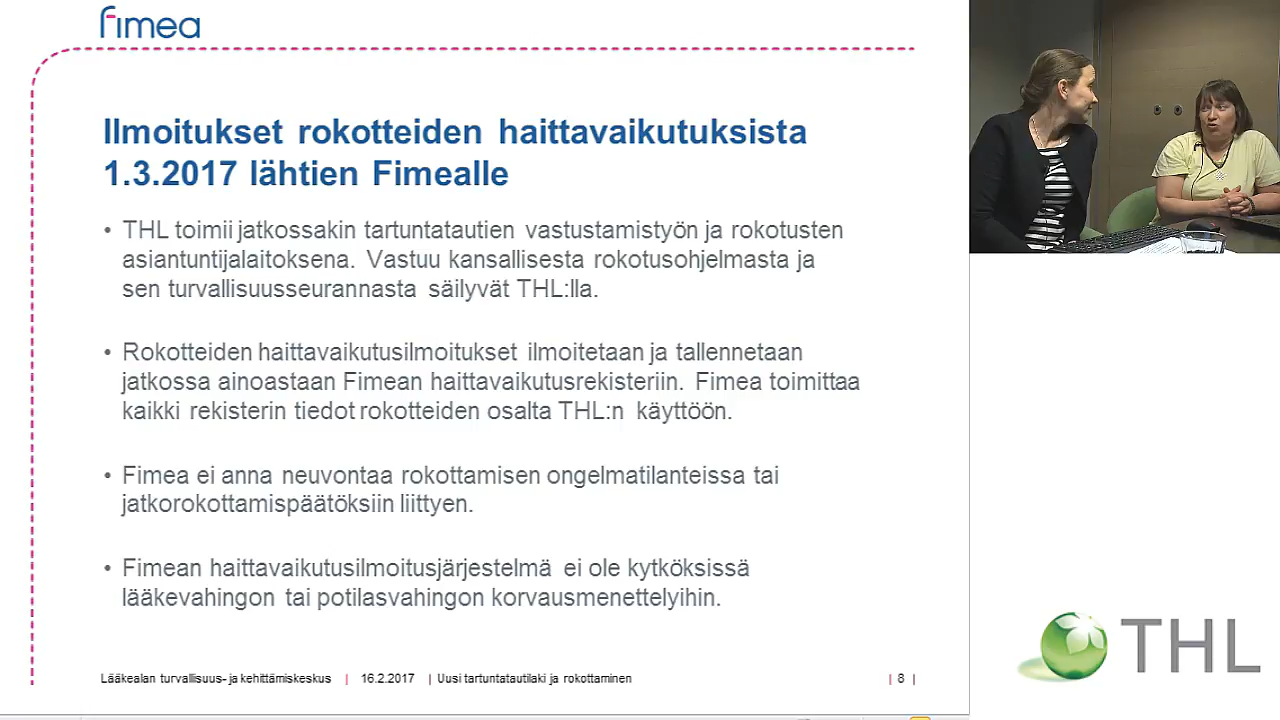 fimea
Ilmoitukset rokotteiden haittavaikutuksista
1.3.2017 lähtien Fimealle
• THL toimii jatkossakin tartuntatautien vastustamistyön ja rokotusten
asiantuntijalaitoksena. Vastuu kansallisesta rokotusohjelmasta ja
sen turvallisuusseurannasta säilyvät THL:lla.
• Rokotteiden haittavaikutusilmoitukset ilmoitetaan ja tallennetaan
jatkossa ainoastaan Fimean haittavaikutusrekisteriin. Fimea toimittaa
kaikki rekisterin tiedot rokotteiden osalta THL:n käyttöön.
• Fimea ei anna neuvontaa rokottamisen ongelmatilanteissa tai
jatkorokottamispäätöksiin liittyen.
• Fimean haittavaikutusilmoitusjärjestelmä ei ole kytköksissä
lääkevahingon tai potilasvahingon korvausmenettelyihin.
Lääkealan turvallisuus- ja kehittämiskeskus | 16.2.2017 | Uusi tartuntatautilaki ja rokottaminen | 8 |
THL